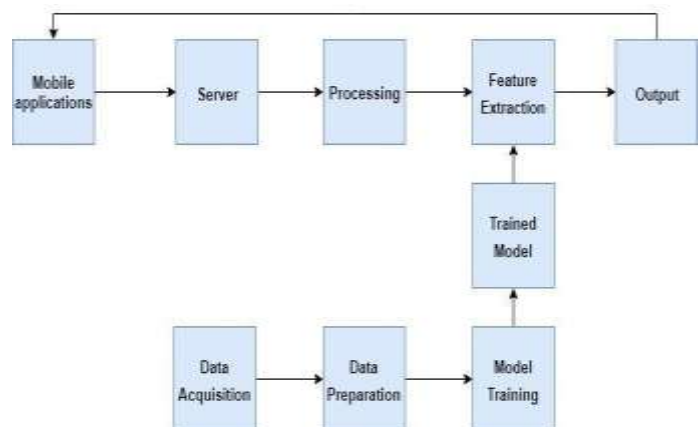 Mobile
applications
Server
Processing
Feature
Extraction
Output
Trained
Model
Data
Acquisition
Data
Preparation
Model
Training